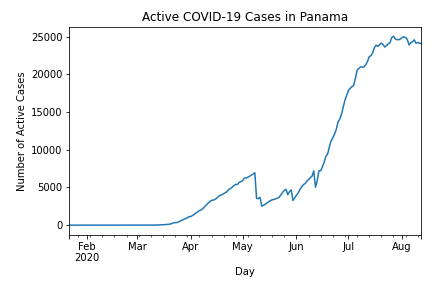 Active COVID-19 Cases in Panama
Number of Active Cases
25000
20000
15000
10000
5000
0
Feb Mar Apr May Jun Jul Aug
2020
Day